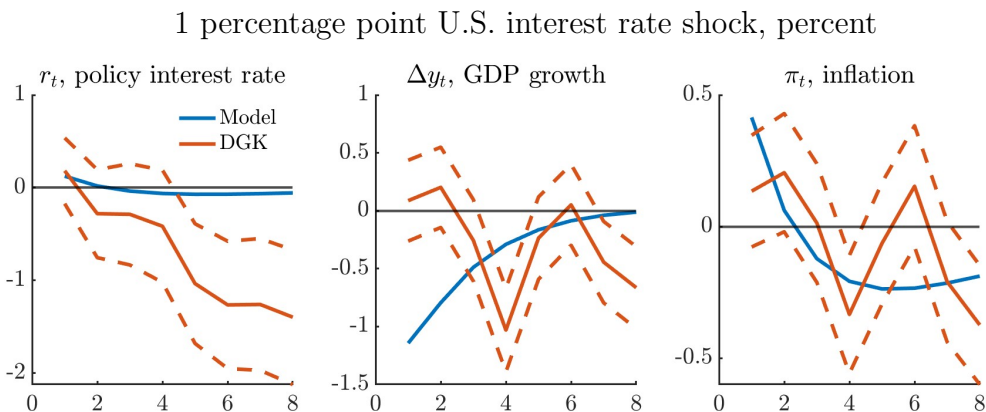 1 percentage point U.S. interest rate shock, percent
r_t, policy interest rate
Δy_t, GDP growth
π_t, inflation
Model
DGK
1
0
-1
-2
0 2 4 6 8
1
0.5
0
-0.5
-1
-1.5
0 2 4 6 8
0.5
0
-0.5
0 2 4 6 8